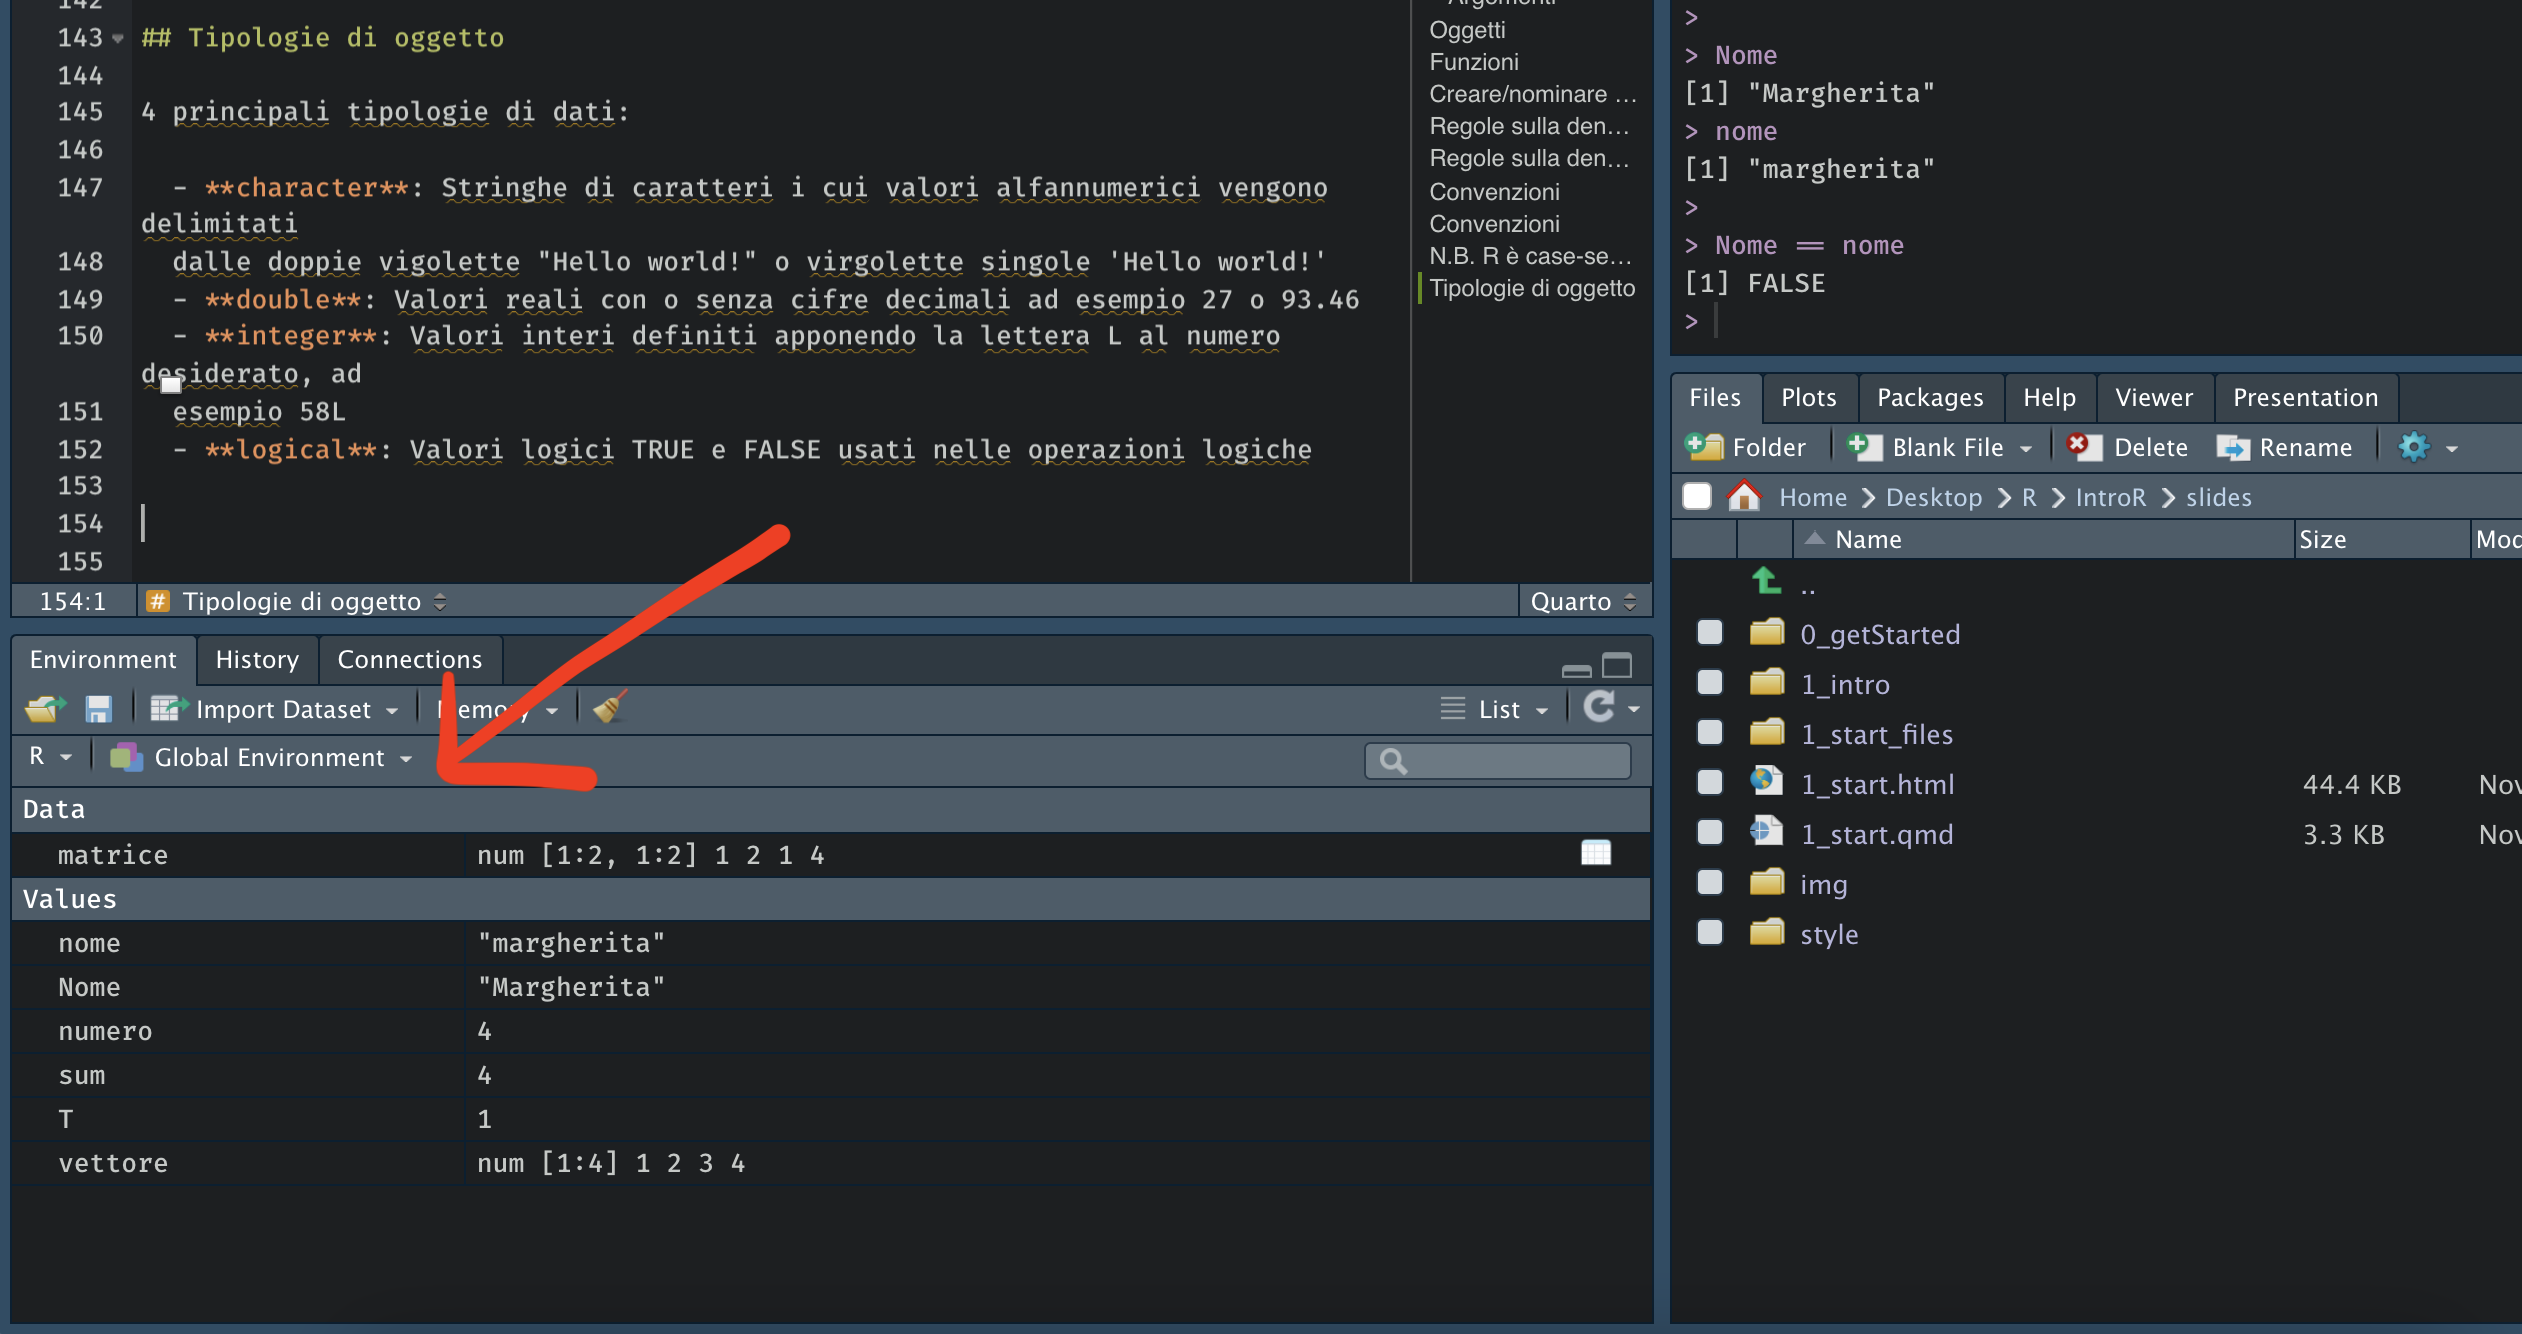 142
143 ## Tipologie di oggetto
144
145 4 principali tipologie di dati:
146
147 - **character**: Stringhe di caratteri i cui valori alfannumerici vengono
delimitati
148 dalle doppie vigolette "Hello world!" o virgolette singole 'Hello world!'
149 - **double**: Valori reali con o senza cifre decimali ad esempio 27 o 93.46
150 - **integer**: Valori interi definiti apponendo la lettera L al numero
desiderato, ad
151 esempio 58L
152 - **logical**: Valori logici TRUE e FALSE usati nelle operazioni logiche
153
154
155
154:1 # Tipologie di oggetto Quarto
Argomenti
Oggetti
Funzioni
Creare/nominare ...
Regole sulla den...
Regole sulla den...
Convenzioni
Convenzioni
N.B. R è case-se...
Tipologie di oggetto
>
> Nome
[1] "Margherita"
> nome
[1] "margherita"
>
> Nome == nome
[1] FALSE
>
Environment History Connections
Import Dataset Memory List
R Global Environment
Data
matrice num [1:2, 1:2] 1 2 1 4
Values
nome "margherita"
Nome "Margherita"
numero 4
sum 4
T 1
vettore num [1:4] 1 2 3 4
Files Plots Packages Help Viewer Presentation
Folder Blank File Delete Rename
Home Desktop R IntroR slides
Name Size
..
0_getStarted
1_intro
1_start_files
1_start.html 44.4 KB Nov
1_start.qmd 3.3 KB Nov
img
style